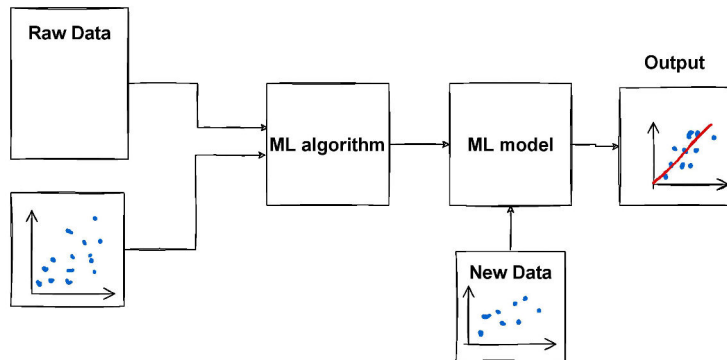 Raw Data
Output
ML algorithm
ML model
New Data